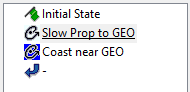 Initial State
Slow Prop to GEO
Coast near GEO
-